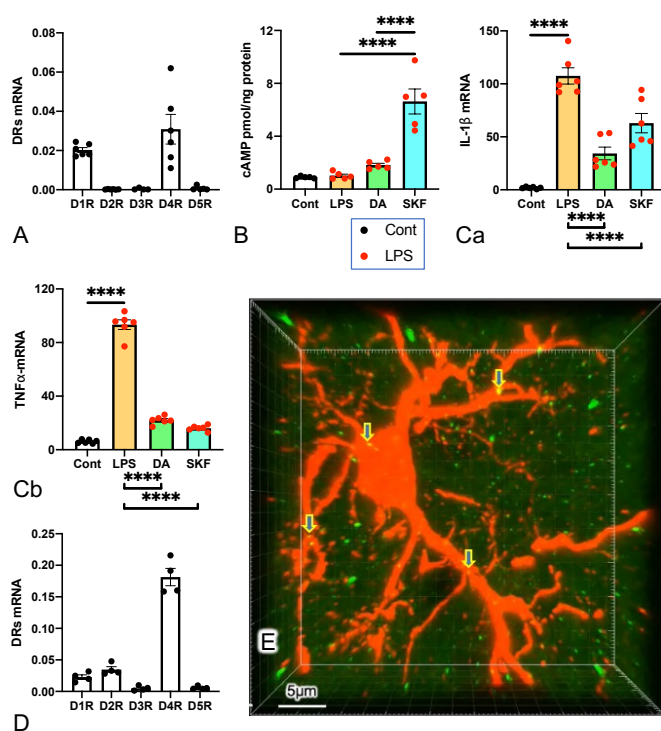 DRs mRNA
0.08
0.06
0.04
0.02
0.00
D1R D2R D3R D4R D5R
A
cAMP pmol/ng protein
12
8
4
0
****
****
Cont LPS DA SKF
B
IL-1β mRNA
150
100
50
0
****
Cont LPS DA SKF
****
****
Ca
Cont
LPS
TNFα-mRNA
120
80
40
0
****
Cont LPS DA SKF
****
****
Cb
DRs mRNA
0.25
0.20
0.15
0.10
0.05
0.00
D1R D2R D3R D4R D5R
D
E
5μm